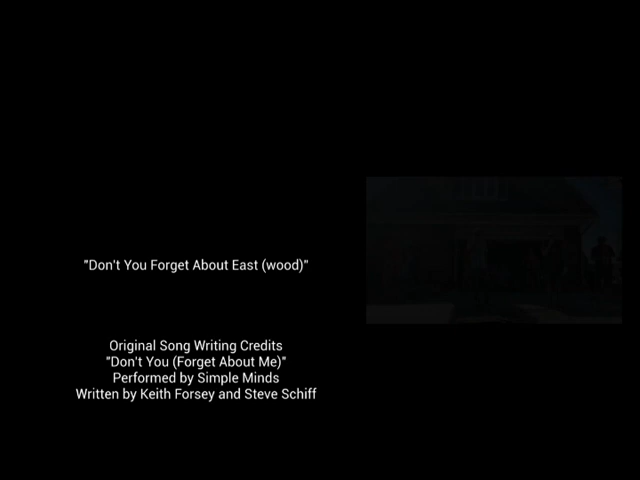 "Don't You Forget About East (wood)"
Original Song Writing Credits
"Don't You (Forget About Me)"
Performed by Simple Minds
Written by Keith Forsey and Steve Schiff